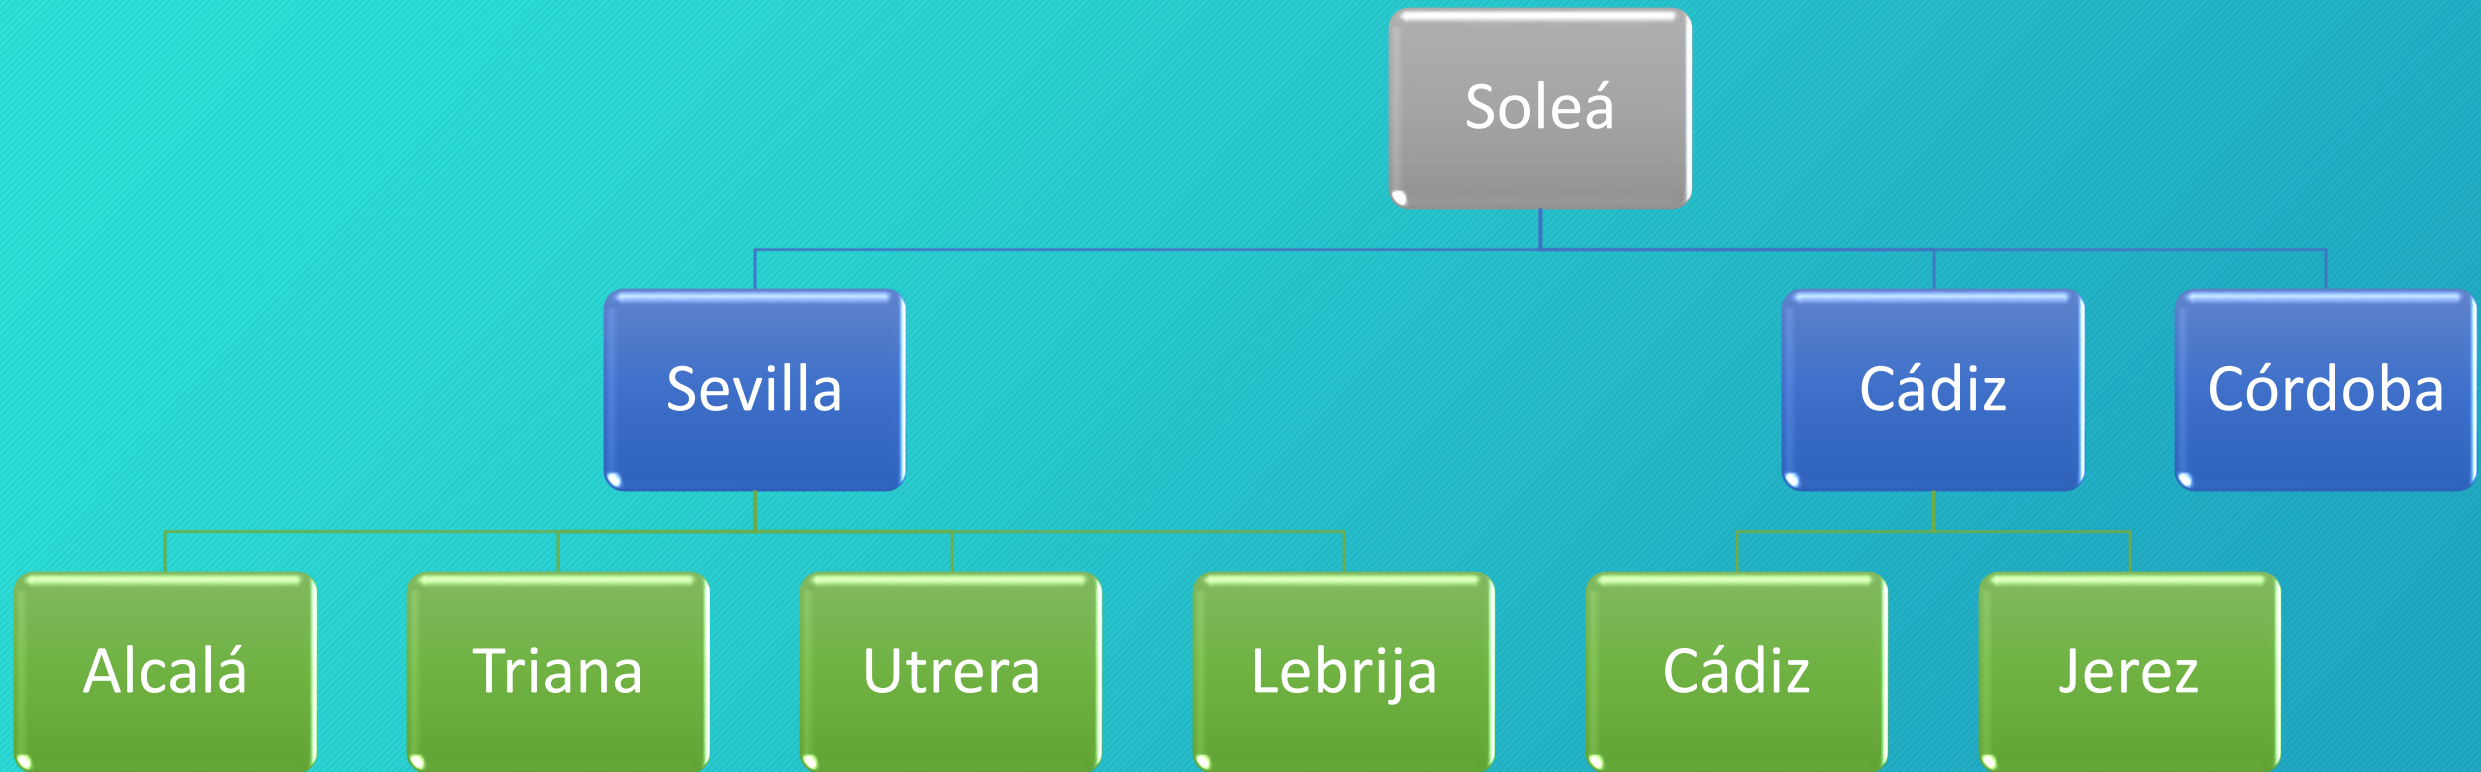 Soleá
Sevilla
Cádiz
Córdoba
Alcalá
Triana
Utrera
Lebrija
Cádiz
Jerez